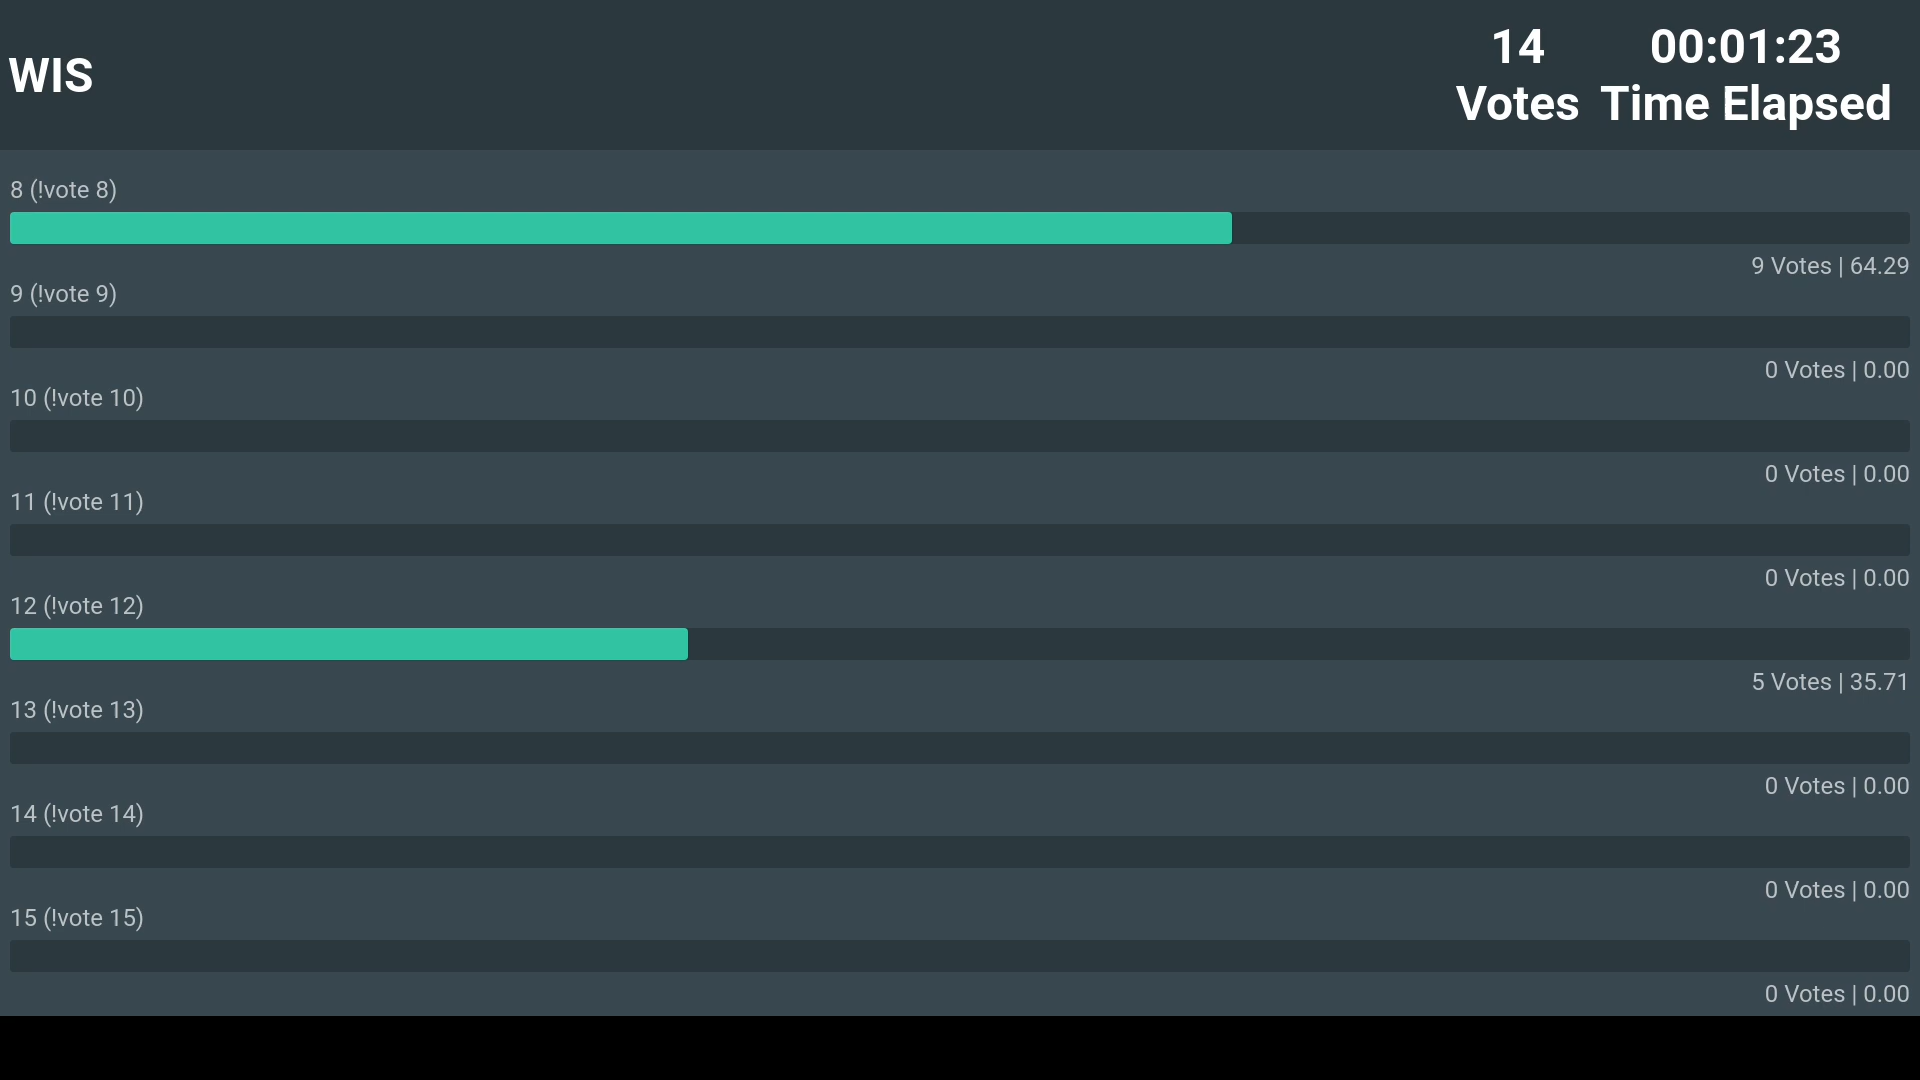 WIS
14
Votes
00:01:23
Time Elapsed
8 (!vote 8)
9 Votes | 64.29
9 (!vote 9)
0 Votes | 0.00
10 (!vote 10)
0 Votes | 0.00
11 (!vote 11)
0 Votes | 0.00
12 (!vote 12)
5 Votes | 35.71
13 (!vote 13)
0 Votes | 0.00
14 (!vote 14)
0 Votes | 0.00
15 (!vote 15)
0 Votes | 0.00